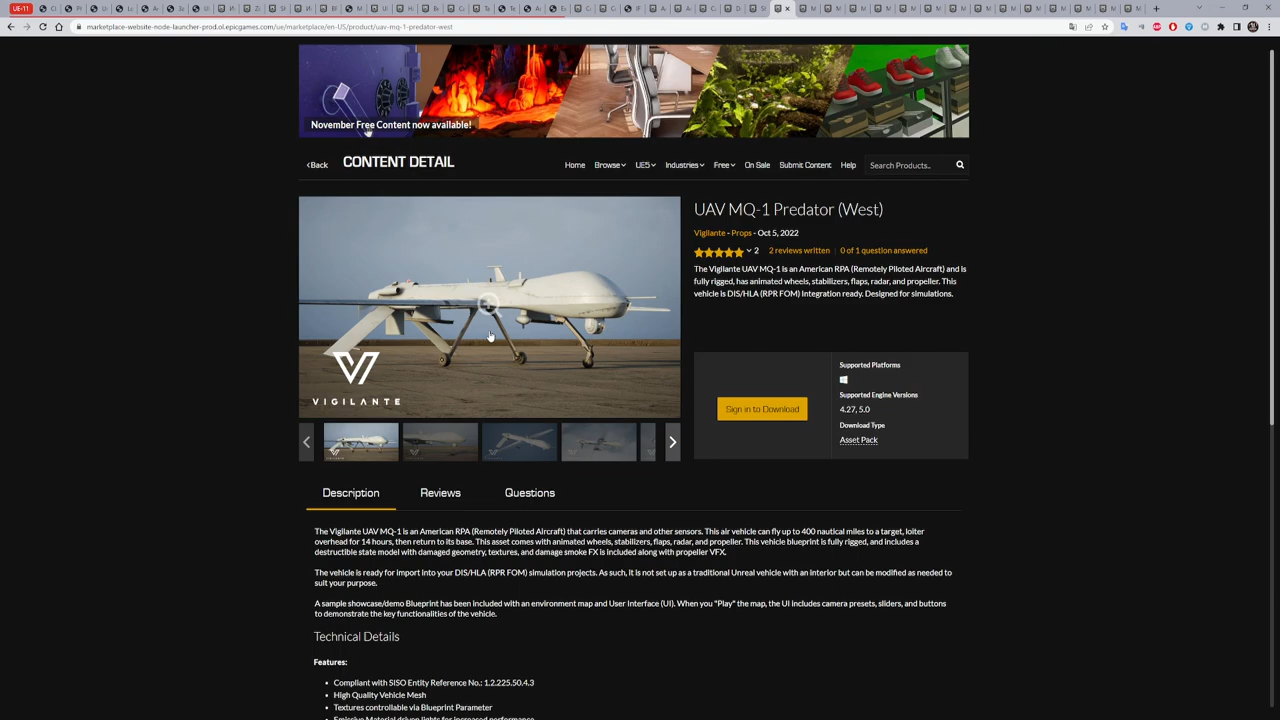 UE-11
marketplace-website-node-launcher-prod.ol.epicgames.com/ue/marketplace/en-US/product/uav-mq-1-predator-west
November Free Content now available!
Back
CONTENT DETAIL
Home
Browse
UE5
Industries
Free
On Sale
Submit Content
Help
Search Products..
UAV MQ-1 Predator (West)
Vigilante - Props - Oct 5, 2022
2
2 reviews written
0 of 1 question answered
The Vigilante UAV MQ-1 is an American RPA (Remotely Piloted Aircraft) and is
fully rigged, has animated wheels, stabilizers, flaps, radar, and propeller. This
vehicle is DIS/HLA (RPR FOM) Integration ready. Designed for simulations.
VIGILANTE
Sign in to Download
Supported Platforms
Supported Engine Versions
4.27, 5.0
Download Type
Asset Pack
Description
Reviews
Questions
The Vigilante UAV MQ-1 is an American RPA (Remotely Piloted Aircraft) that carries cameras and other sensors. This air vehicle can fly up to 400 nautical miles to a target, loiter
overhead for 14 hours, then return to its base. This asset comes with animated wheels, stabilizers, flaps, radar, and propeller. This vehicle blueprint is fully rigged, and includes a
destructible state model with damaged geometry, textures, and damage smoke FX is included along with propeller VFX.
The vehicle is ready for import into your DIS/HLA (RPR FOM) simulation projects. As such, it is not set up as a traditional Unreal vehicle with an interior but can be modified as needed to
suit your purpose.
A sample showcase/demo Blueprint has been included with an environment map and User Interface (UI). When you "Play" the map, the UI includes camera presets, sliders, and buttons
to demonstrate the key functionalities of the vehicle.
Technical Details
Features:
Compliant with SISO Entity Reference No.: 1.2.225.50.4.3
High Quality Vehicle Mesh
Textures controllable via Blueprint Parameter
Emissive Material driven lights for increased performance